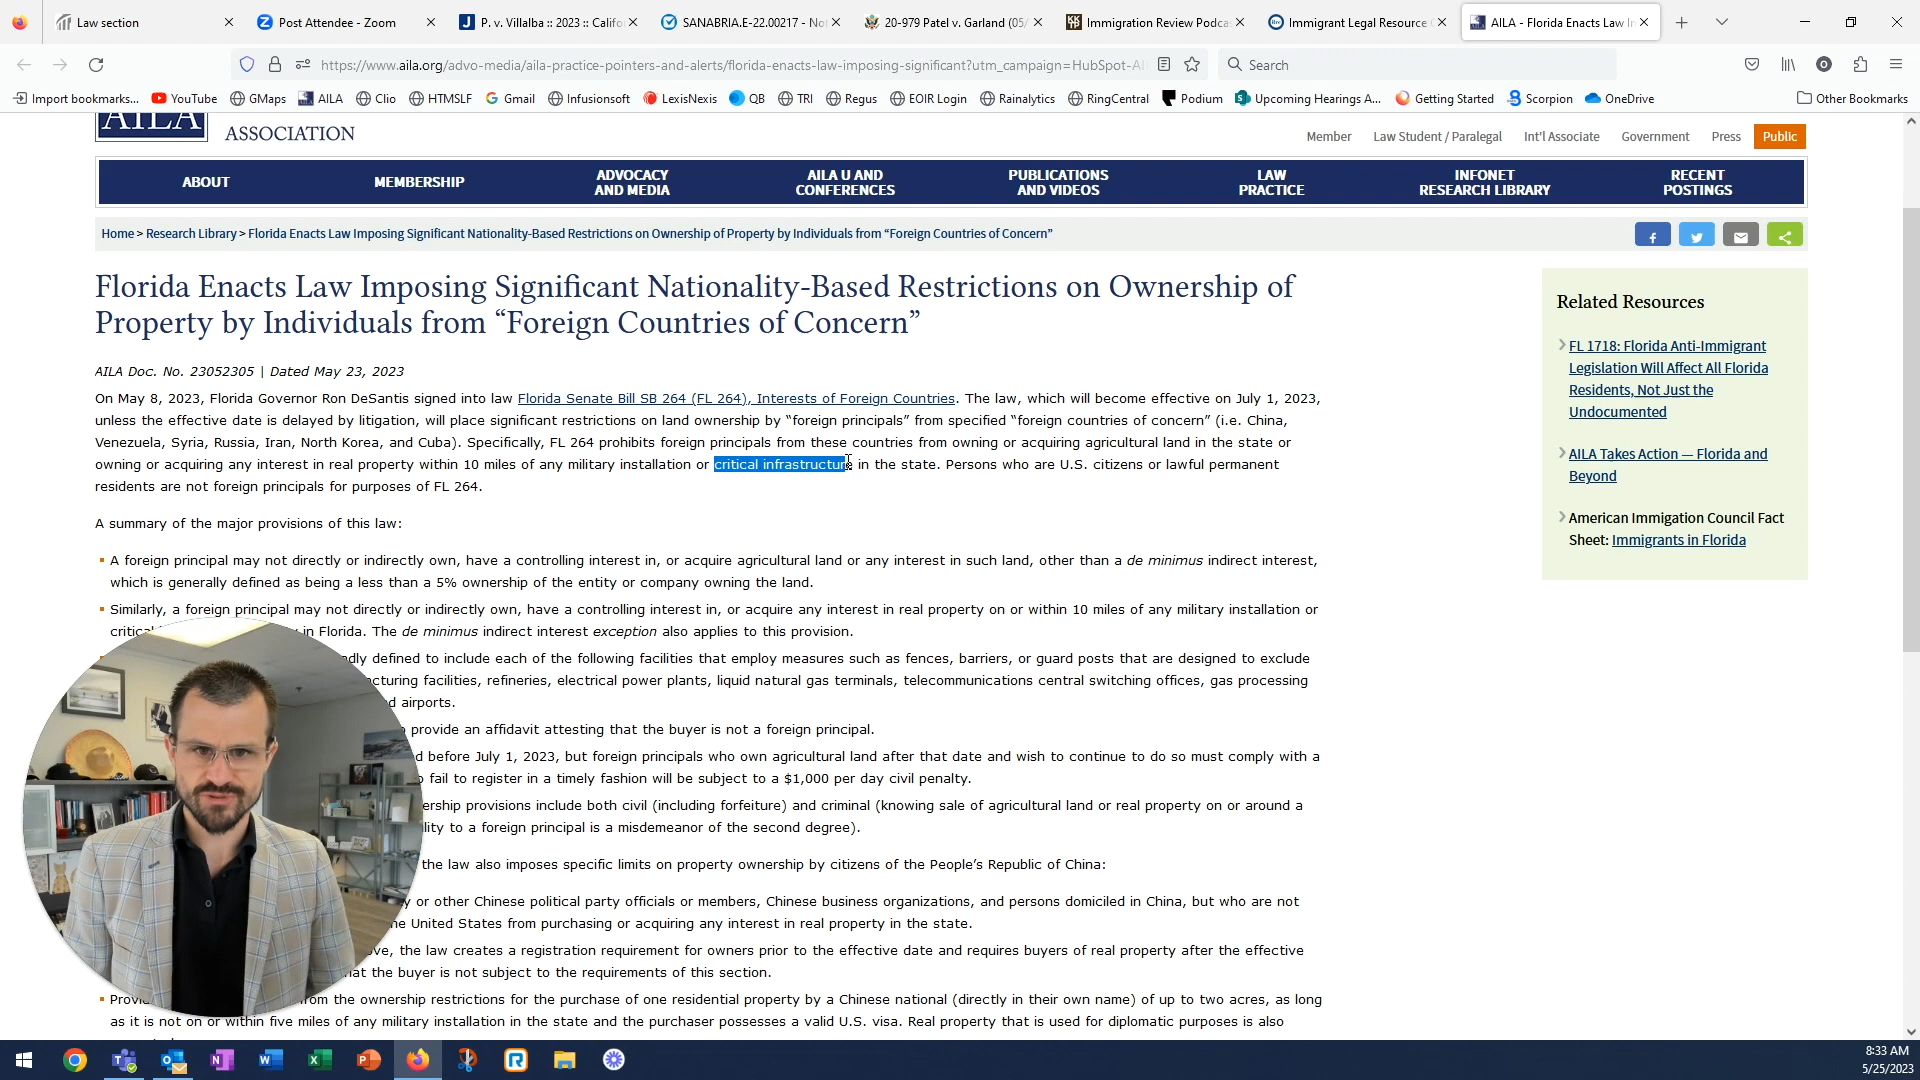 Law section
Post Attendee - Zoom
P. v. Villalba :: 2023 :: Califo
SANABRIA.E-22.00217 - No
20-979 Patel v. Garland (05/
Immigration Review Podca
Immigrant Legal Resource
AILA - Florida Enacts Law I
https://www.aila.org/advo-media/aila-practice-pointers-and-alerts/florida-enacts-law-imposing-significant?utm_campaign=HubSpot-Al
Search
Import bookmarks...
YouTube
GMaps
AILA
Clio
HTMSLF
Gmail
Infusionsoft
LexisNexis
QB
TRI
Regus
EOIR Login
Rainalytics
RingCentral
Podium
Upcoming Hearings A...
Getting Started
Scorpion
OneDrive
Other Bookmarks
AILA
ASSOCIATION
Member
Law Student / Paralegal
Int'l Associate
Government
Press
Public
ABOUT
MEMBERSHIP
ADVOCACY
AND MEDIA
AILA U AND
CONFERENCES
PUBLICATIONS
AND VIDEOS
LAW
PRACTICE
INFONET
RESEARCH LIBRARY
RECENT
POSTINGS
Home > Research Library > Florida Enacts Law Imposing Significant Nationality-Based Restrictions on Ownership of Property by Individuals from “Foreign Countries of Concern”
Florida Enacts Law Imposing Significant Nationality-Based Restrictions on Ownership of
Property by Individuals from “Foreign Countries of Concern”
AILA Doc. No. 23052305 | Dated May 23, 2023
On May 8, 2023, Florida Governor Ron DeSantis signed into law Florida Senate Bill SB 264 (FL 264), Interests of Foreign Countries. The law, which will become effective on July 1, 2023,
unless the effective date is delayed by litigation, will place significant restrictions on land ownership by “foreign principals” from specified “foreign countries of concern” (i.e. China,
Venezuela, Syria, Russia, Iran, North Korea, and Cuba). Specifically, FL 264 prohibits foreign principals from these countries from owning or acquiring agricultural land in the state or
owning or acquiring any interest in real property within 10 miles of any military installation or critical infrastructure in the state. Persons who are U.S. citizens or lawful permanent
residents are not foreign principals for purposes of FL 264.
A summary of the major provisions of this law:
A foreign principal may not directly or indirectly own, have a controlling interest in, or acquire agricultural land or any interest in such land, other than a de minimus indirect interest,
which is generally defined as being a less than a 5% ownership of the entity or company owning the land.
Similarly, a foreign principal may not directly or indirectly own, have a controlling interest in, or acquire any interest in real property on or within 10 miles of any military installation or
critic in Florida. The de minimus indirect interest exception also applies to this provision.
adly defined to include each of the following facilities that employ measures such as fences, barriers, or guard posts that are designed to exclude
cturing facilities, refineries, electrical power plants, liquid natural gas terminals, telecommunications central switching offices, gas processing
d airports.
provide an affidavit attesting that the buyer is not a foreign principal.
d before July 1, 2023, but foreign principals who own agricultural land after that date and wish to continue to do so must comply with a
o fail to register in a timely fashion will be subject to a $1,000 per day civil penalty.
ership provisions include both civil (including forfeiture) and criminal (knowing sale of agricultural land or real property on or around a
lity to a foreign principal is a misdemeanor of the second degree).
the law also imposes specific limits on property ownership by citizens of the People’s Republic of China:
y or other Chinese political party officials or members, Chinese business organizations, and persons domiciled in China, but who are not
he United States from purchasing or acquiring any interest in real property in the state.
ve, the law creates a registration requirement for owners prior to the effective date and requires buyers of real property after the effective
hat the buyer is not subject to the requirements of this section.
Provi om the ownership restrictions for the purchase of one residential property by a Chinese national (directly in their own name) of up to two acres, as long
as it is not on or within five miles of any military installation in the state and the purchaser possesses a valid U.S. visa. Real property that is used for diplomatic purposes is also
Related Resources
FL 1718: Florida Anti-Immigrant
Legislation Will Affect All Florida
Residents, Not Just the
Undocumented
AILA Takes Action — Florida and
Beyond
American Immigation Council Fact
Sheet: Immigrants in Florida
8:33 AM
5/25/2023